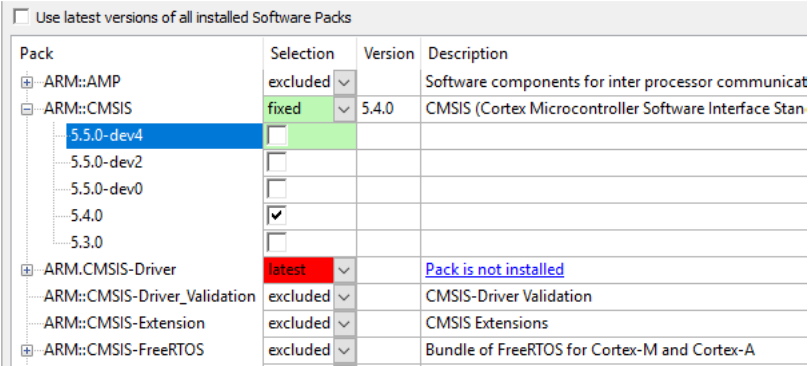 Use latest versions of all installed Software Packs
Pack Selection Version Description
ARM::AMP excluded Software components for inter processor communicat
ARM::CMSIS fixed 5.4.0 CMSIS (Cortex Microcontroller Software Interface Stan
5.5.0-dev4
5.5.0-dev2
5.5.0-dev0
5.4.0
5.3.0
ARM.CMSIS-Driver latest Pack is not installed
ARM::CMSIS-Driver_Validation excluded CMSIS-Driver Validation
ARM::CMSIS-Extension excluded CMSIS Extensions
ARM::CMSIS-FreeRTOS excluded Bundle of FreeRTOS for Cortex-M and Cortex-A